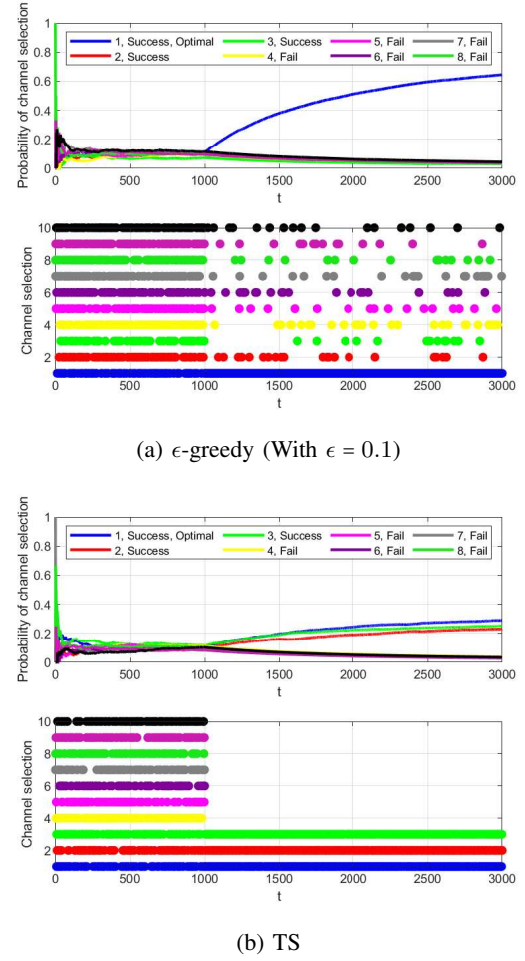 1
0.8
0.6
0.4
0.2
0
Probability of channel selection
1, Success, Optimal
2, Success
3, Success
4, Fail
5, Fail
6, Fail
7, Fail
8, Fail
0 500 1000 1500 2000 2500 3000
t
10
8
6
4
2
Channel selection
0 500 1000 1500 2000 2500 3000
t
(a) ϵ-greedy (With ϵ = 0.1)
1
0.8
0.6
0.4
0.2
0
Probability of channel selection
1, Success, Optimal
2, Success
3, Success
4, Fail
5, Fail
6, Fail
7, Fail
8, Fail
0 500 1000 1500 2000 2500 3000
t
10
8
6
4
2
Channel selection
0 500 1000 1500 2000 2500 3000
t
(b) TS